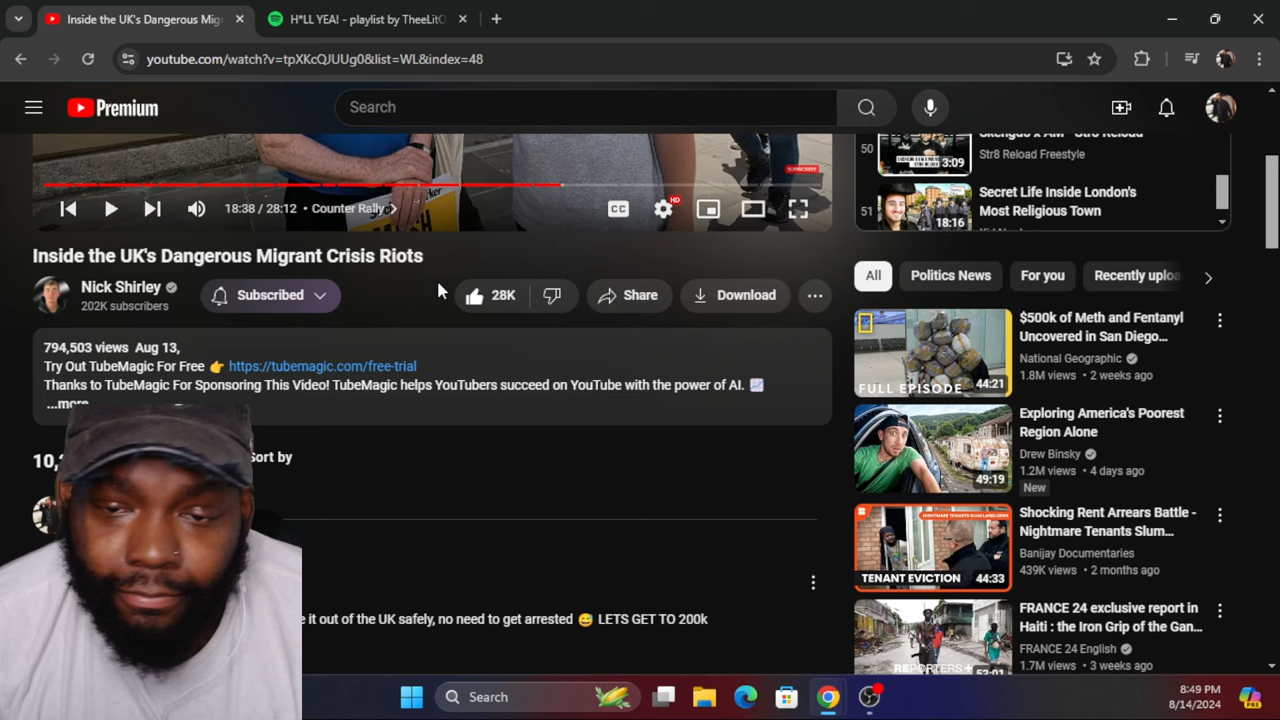 Inside the UK's Dangerous Mig
H*LL YEA! - playlist by TheeLitO
youtube.com/watch?v=tpXKcQJUUg0&list=WL&index=48
Premium
Search
50
3:09
Str8 Reload Freestyle
51
18:16
Secret Life Inside London's
Most Religious Town
SUBSCRIBE
18:38 / 28:12 • Counter Rally
CC
HD
Inside the UK's Dangerous Migrant Crisis Riots
Nick Shirley
202K subscribers
Subscribed
28K
Share
Download
794,503 views Aug 13,
Try Out TubeMagic For Free 👉 https://tubemagic.com/free-trial
Thanks to TubeMagic For Sponsoring This Video! TubeMagic helps YouTubers succeed on YouTube with the power of AI. 📈
...more
Sort by
e it out of the UK safely, no need to get arrested 😅 LETS GET TO 200k
All
Politics News
For you
Recently uplo
FULL EPISODE
44:21
$500k of Meth and Fentanyl
Uncovered in San Diego...
National Geographic
1.8M views • 2 weeks ago
49:19
Exploring America's Poorest
Region Alone
Drew Binsky
1.2M views • 4 days ago
New
TENANT EVICTION
44:33
Shocking Rent Arrears Battle -
Nightmare Tenants Slum...
Banijay Documentaries
439K views • 2 months ago
REPORTERS+
52:01
FRANCE 24 exclusive report in
Haiti : the Iron Grip of the Gan...
FRANCE 24 English
1.7M views • 3 weeks ago
Search
8:49 PM
8/14/2024
PRE